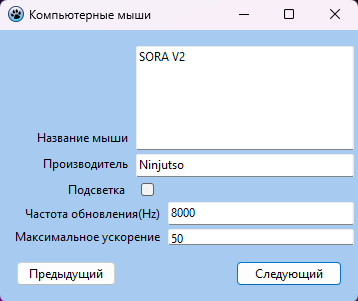 Компьютерные мыши
SORA V2
Название мыши
Производитель Ninjutso
Подсветка
Частота обновления(Hz) 8000
Максимальное ускорение 50
Предыдущий Следующий